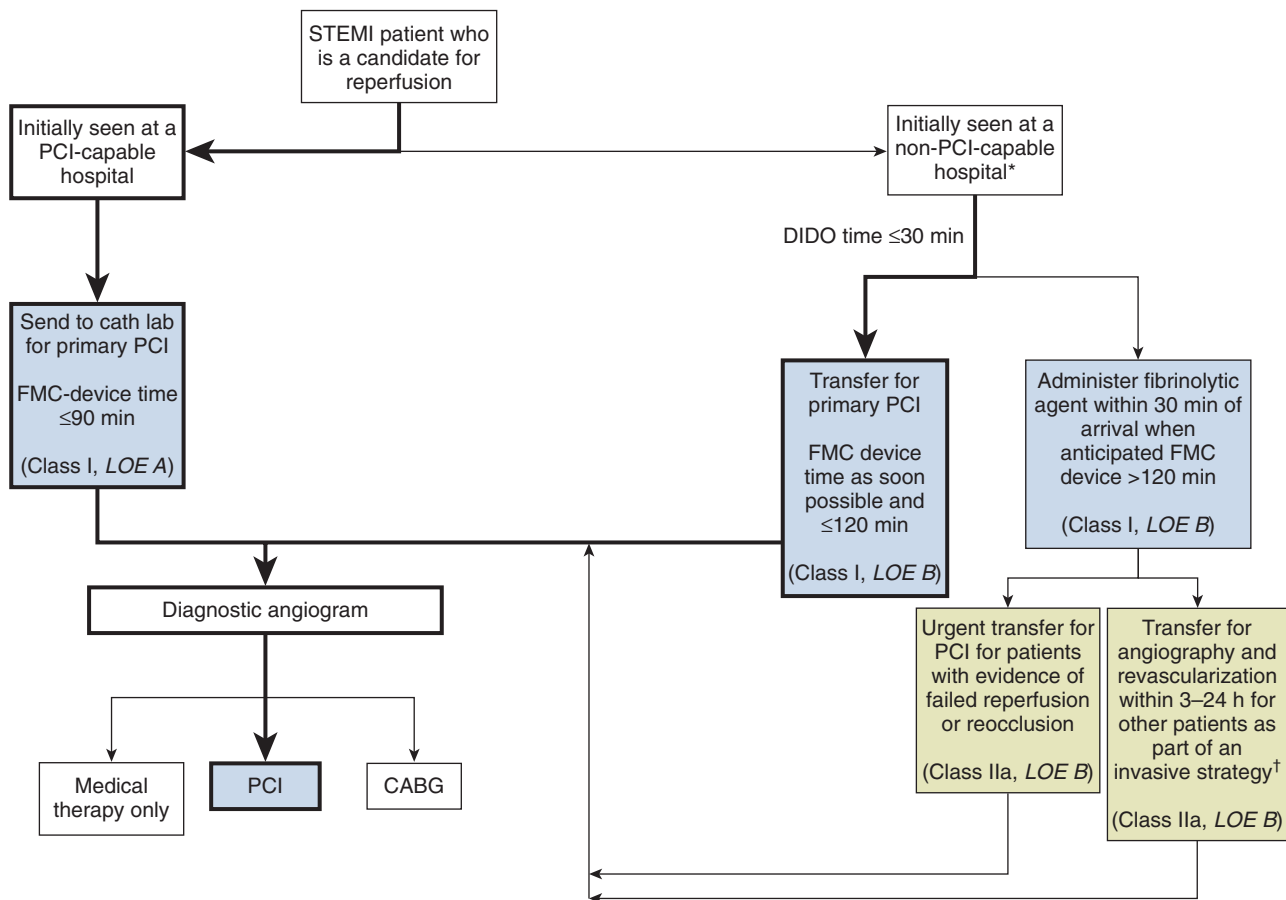 STEMI patient who
is a candidate for
reperfusion
Initially seen at a
PCI-capable
hospital
Initially seen at a
non-PCI-capable
hospital*
DIDO time ≤30 min
Send to cath lab
for primary PCI
FMC-device time
≤90 min
(Class I, LOE A)
Transfer for
primary PCI
FMC device
time as soon
possible and
≤120 min
(Class I, LOE B)
Administer fibrinolytic
agent within 30 min of
arrival when
anticipated FMC
device >120 min
(Class I, LOE B)
Diagnostic angiogram
Urgent transfer for
PCI for patients
with evidence of
failed reperfusion
or reocclusion
(Class IIa, LOE B)
Transfer for
angiography and
revascularization
within 3–24 h for
other patients as
part of an
invasive strategy†
(Class IIa, LOE B)
Medical
therapy only
PCI
CABG